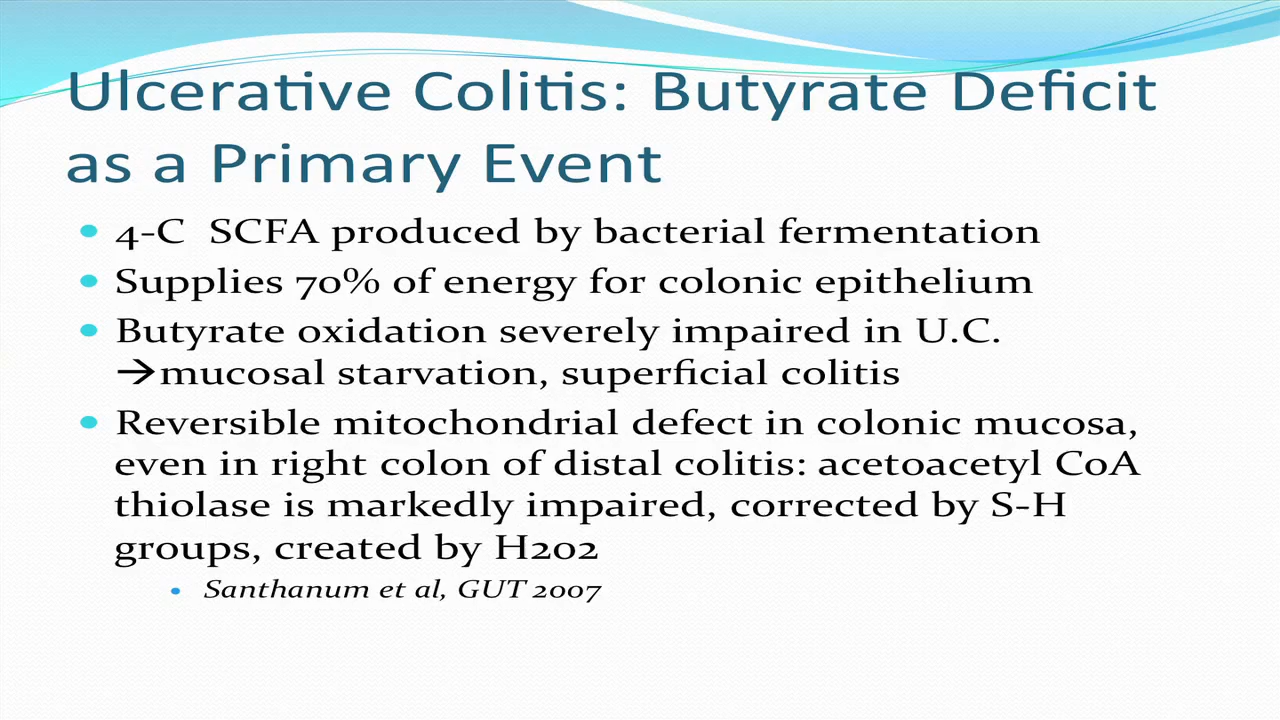 Ulcerative Colitis: Butyrate Deficit
as a Primary Event
• 4-C SCFA produced by bacterial fermentation
• Supplies 70% of energy for colonic epithelium
• Butyrate oxidation severely impaired in U.C.
→mucosal starvation, superficial colitis
• Reversible mitochondrial defect in colonic mucosa,
even in right colon of distal colitis: acetoacetyl CoA
thiolase is markedly impaired, corrected by S-H
groups, created by H202
• Santhanum et al, GUT 2007